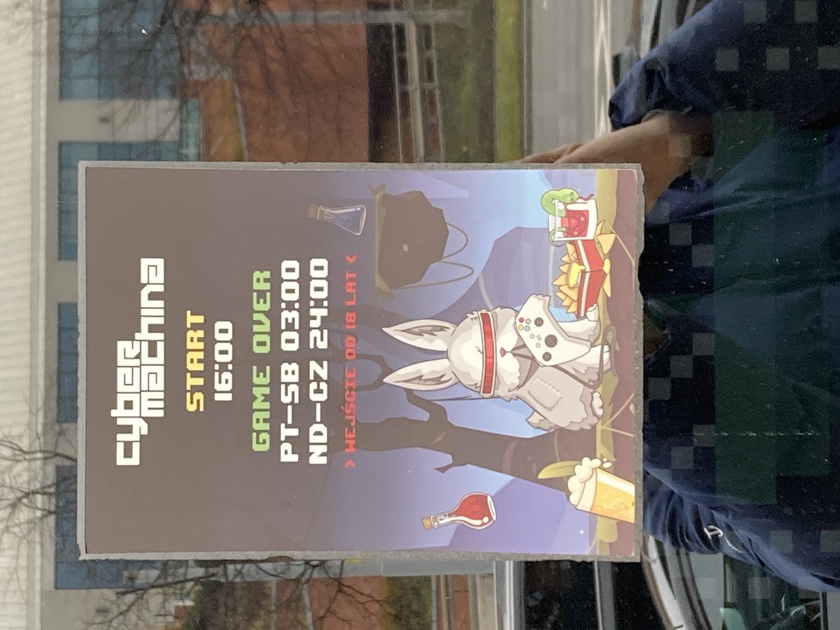 cyber
machina
START
16:00
GAME OVER
PT-SB 03:00
ND-CZ 24:00
> WEJŚCIE OD 18 LAT <